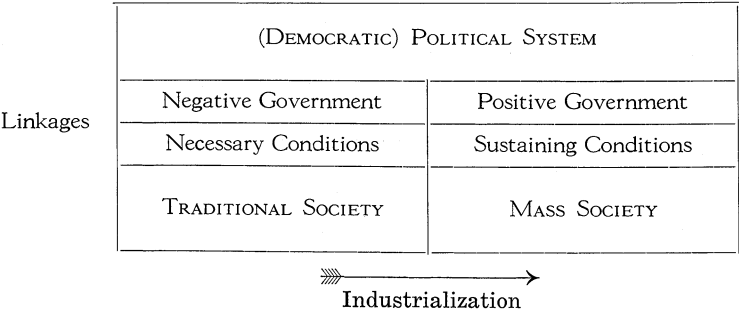 (Democratic) Political System
Negative Government
Positive Government
Linkages
Necessary Conditions
Sustaining Conditions
Traditional Society
Mass Society
Industrialization